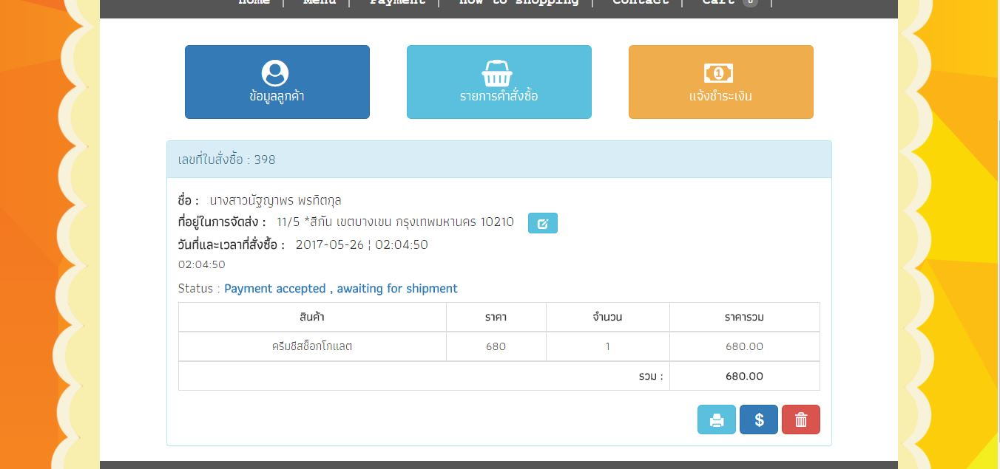 Home | Menu | Payment | How to shopping | Contact | Cart 0 |
ข้อมูลลูกค้า
รายการคำสั่งซื้อ
แจ้งชำระเงิน
เลขที่ใบสั่งซื้อ : 398
ชื่อ : นางสาวนัฐญาพร พรทิตกุล
ที่อยู่ในการจัดส่ง : 11/5 *สีกัน เขตบางเขน กรุงเทพมหานคร 10210
วันที่และเวลาที่สั่งซื้อ : 2017-05-26 ¦ 02:04:50
02:04:50
Status : Payment accepted , awaiting for shipment
สินค้า ราคา จำนวน ราคารวม
ครีมชีสช็อกโกแลต 680 1 680.00
รวม : 680.00